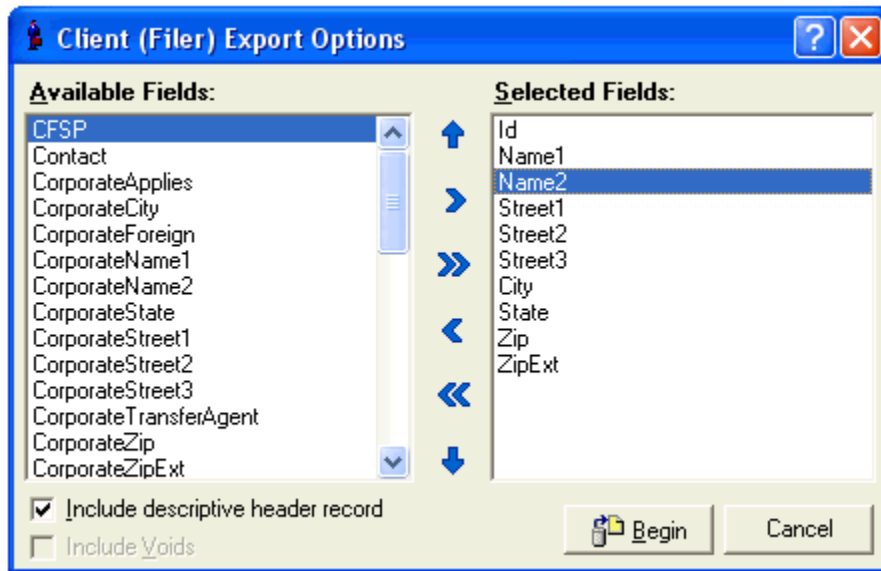 Client (Filer) Export Options
Available Fields:
CFSP
Contact
CorporateApplies
CorporateCity
CorporateForeign
CorporateName1
CorporateName2
CorporateState
CorporateStreet1
CorporateStreet2
CorporateStreet3
CorporateTransferAgent
CorporateZip
CorporateZipExt
Selected Fields:
Id
Name1
Name2
Street1
Street2
Street3
City
State
Zip
ZipExt
Include descriptive header record
Include Voids
Begin
Cancel